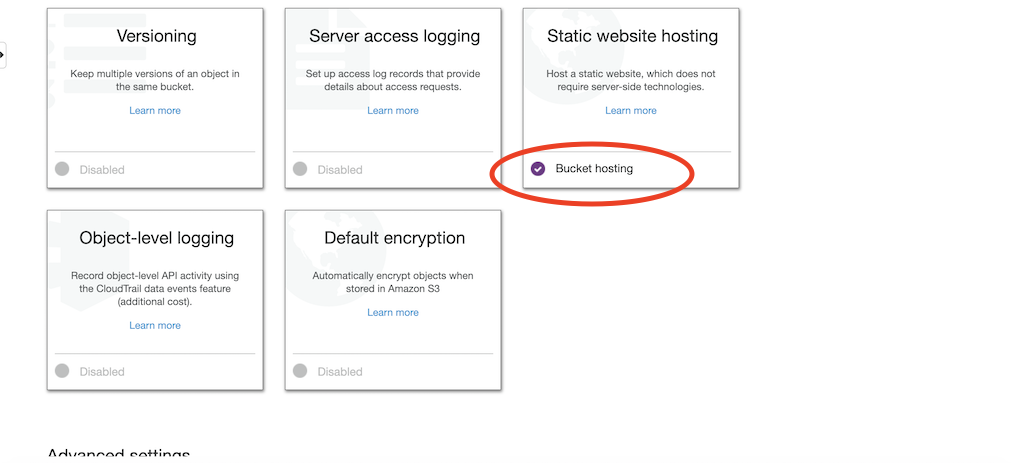 Versioning
Keep multiple versions of an object in
the same bucket.
Learn more
Disabled
Server access logging
Set up access log records that provide
details about access requests.
Learn more
Disabled
Static website hosting
Host a static website, which does not
require server-side technologies.
Learn more
Bucket hosting
Object-level logging
Record object-level API activity using
the CloudTrail data events feature
(additional cost).
Learn more
Disabled
Default encryption
Automatically encrypt objects when
stored in Amazon S3
Learn more
Disabled
Advanced settings